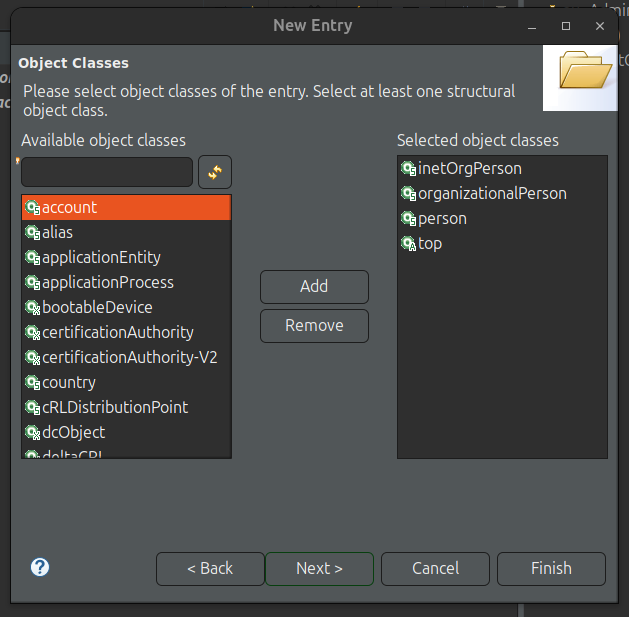 New Entry
Object Classes
Please select object classes of the entry. Select at least one structural
object class.
Available object classes
Selected object classes
account
alias
applicationEntity
applicationProcess
bootableDevice
certificationAuthority
certificationAuthority-V2
country
cRLDistributionPoint
dcObject
deltaCRL
inetOrgPerson
organizationalPerson
person
top
Add
Remove
?
< Back
Next >
Cancel
Finish